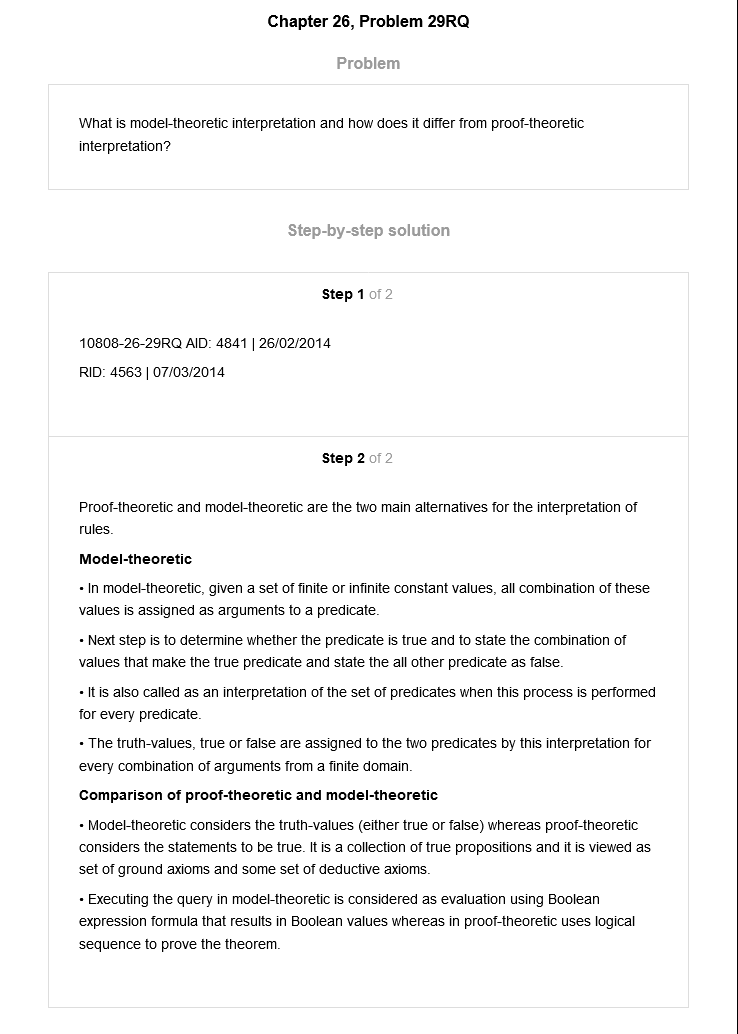 Chapter 26, Problem 29RQ
Problem
What is model-theoretic interpretation and how does it differ from proof-theoretic
interpretation?
Step-by-step solution
Step 1 of 2
10808-26-29RQ AID: 4841 | 26/02/2014
RID: 4563 | 07/03/2014
Step 2 of 2
Proof-theoretic and model-theoretic are the two main alternatives for the interpretation of
rules.
Model-theoretic
• In model-theoretic, given a set of finite or infinite constant values, all combination of these
values is assigned as arguments to a predicate.
• Next step is to determine whether the predicate is true and to state the combination of
values that make the true predicate and state the all other predicate as false.
• It is also called as an interpretation of the set of predicates when this process is performed
for every predicate.
• The truth-values, true or false are assigned to the two predicates by this interpretation for
every combination of arguments from a finite domain.
Comparison of proof-theoretic and model-theoretic
• Model-theoretic considers the truth-values (either true or false) whereas proof-theoretic
considers the statements to be true. It is a collection of true propositions and it is viewed as
set of ground axioms and some set of deductive axioms.
• Executing the query in model-theoretic is considered as evaluation using Boolean
expression formula that results in Boolean values whereas in proof-theoretic uses logical
sequence to prove the theorem.